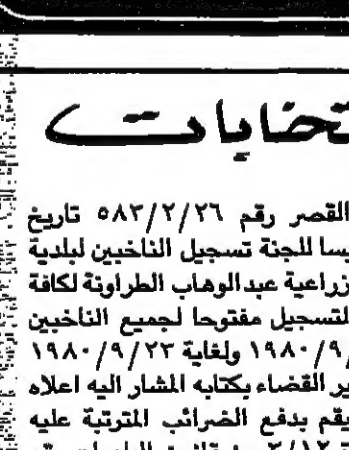 تخابات
القصر رقم ٥٨٣/٢/٢٦ تاريخ
يسا للجنة تسجيل الناخبين لبلدية
زراعية عبدالوهاب الطراونة لكافة
للتسجيل مفتوحا لجميع الناخبين
١٩٨٠/٩/ ولغاية ١٩٨٠/٩/٢٣
ير القضاء بكتابه المشار اليه اعلاه
يقم بدفع الضرائب المترتبة عليه